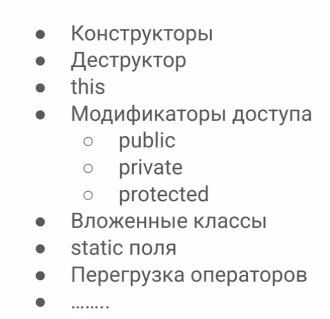 ● Конструкторы
● Деструктор
● this
● Модификаторы доступа
○ public
○ private
○ protected
● Вложенные классы
● static поля
● Перегрузка операторов
● ……..